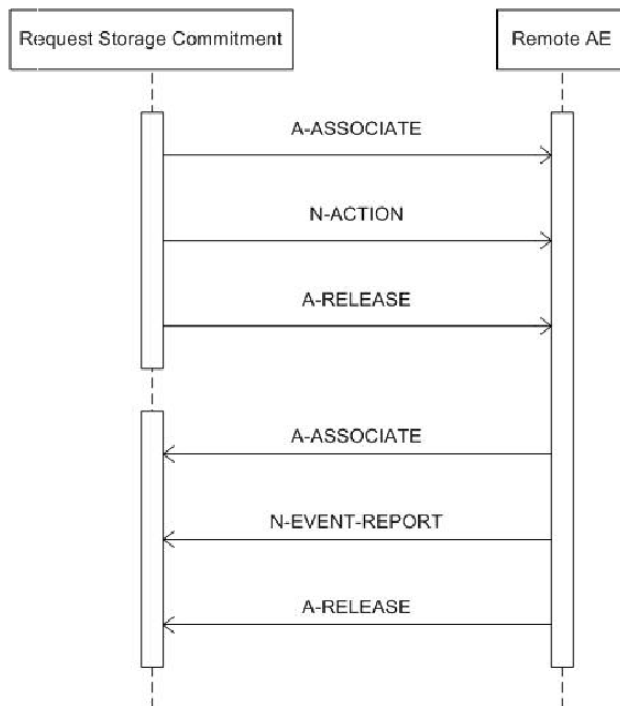 Request Storage Commitment
Remote AE
A-ASSOCIATE
N-ACTION
A-RELEASE
A-ASSOCIATE
N-EVENT-REPORT
A-RELEASE